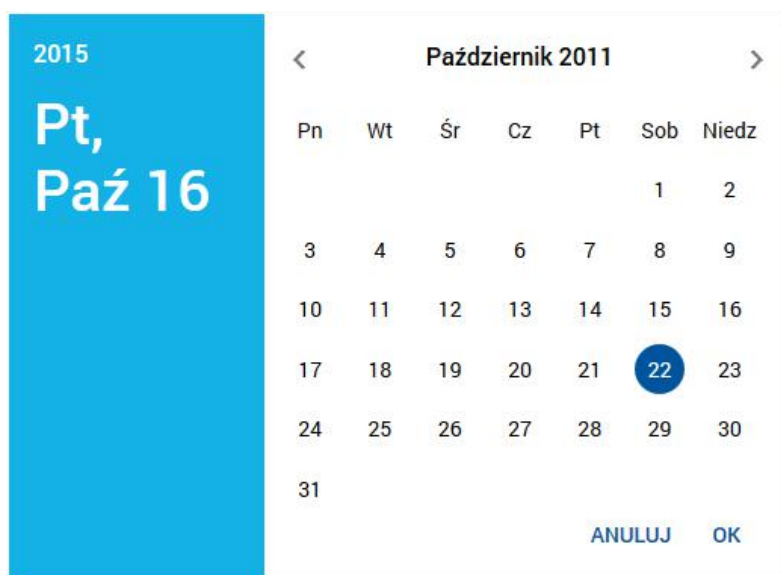 2015
Pt,
Paź 16
Październik 2011
Pn Wt Śr Cz Pt Sob Niedz
1 2
3 4 5 6 7 8 9
10 11 12 13 14 15 16
17 18 19 20 21 22 23
24 25 26 27 28 29 30
31
ANULUJ OK